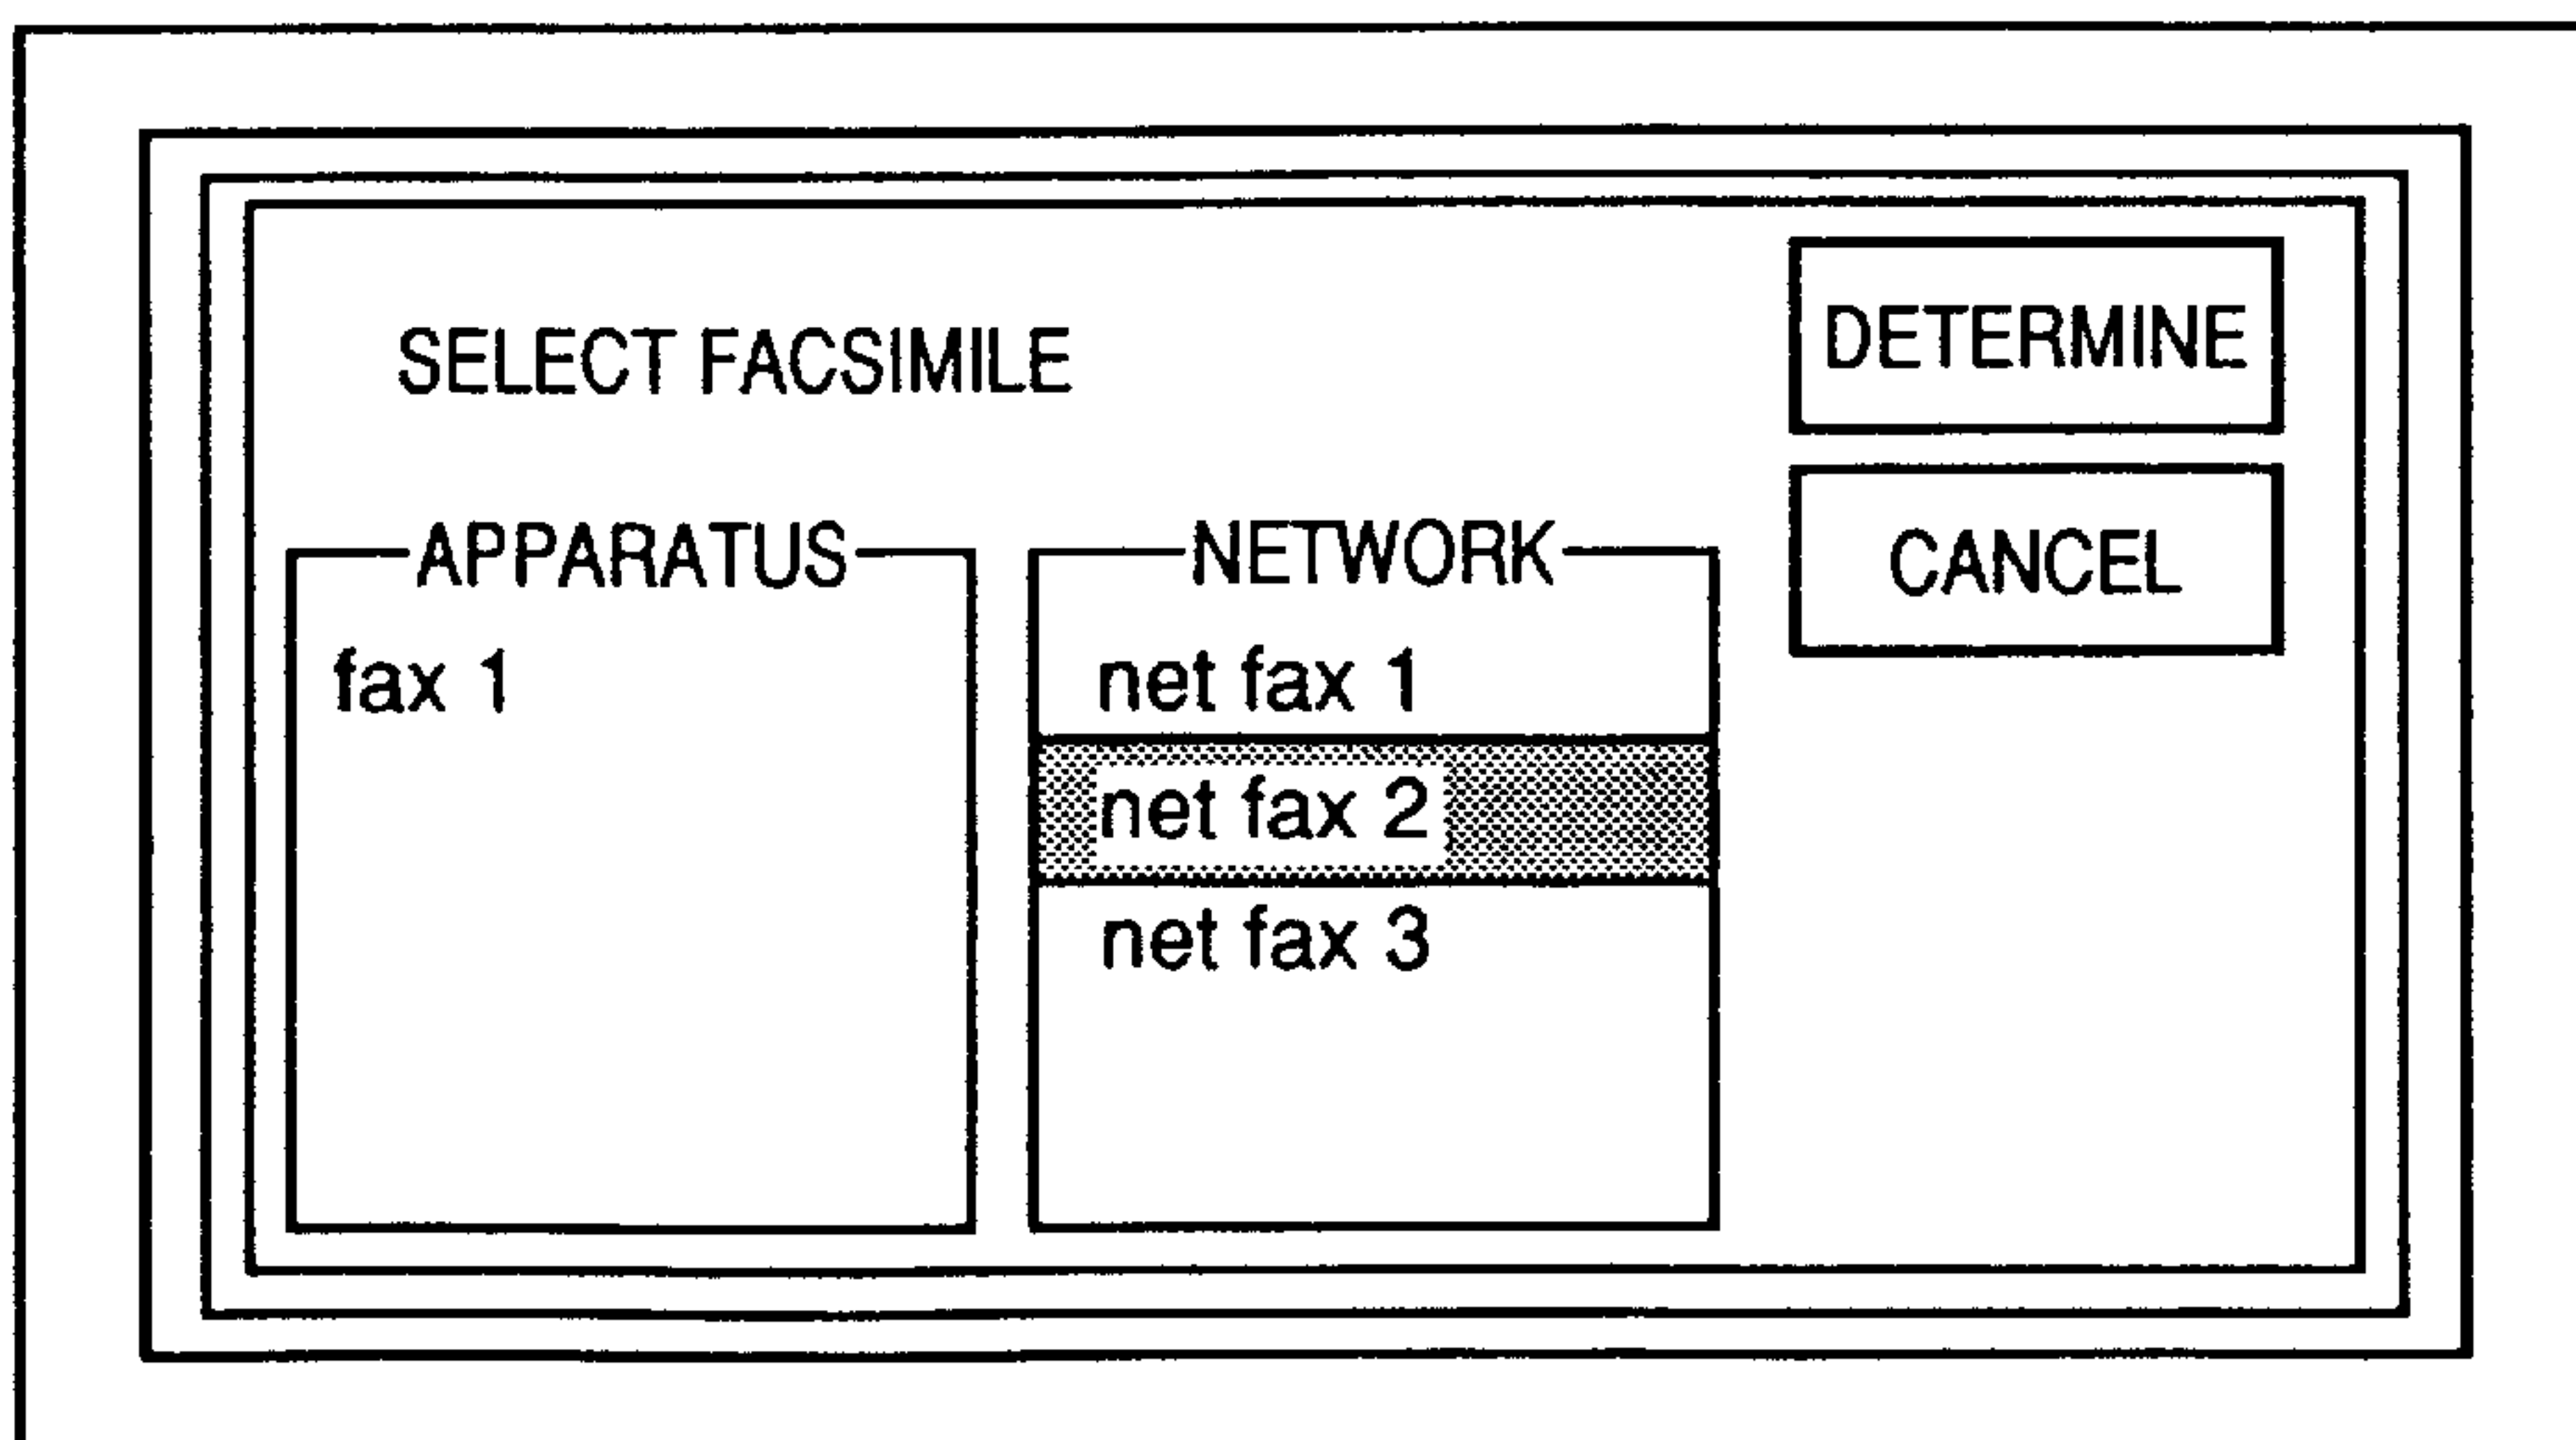 SELECT FACSIMILE
DETERMINE
CANCEL
APPARATUS
fax 1
NETWORK
net fax 1
net fax 2
net fax 3